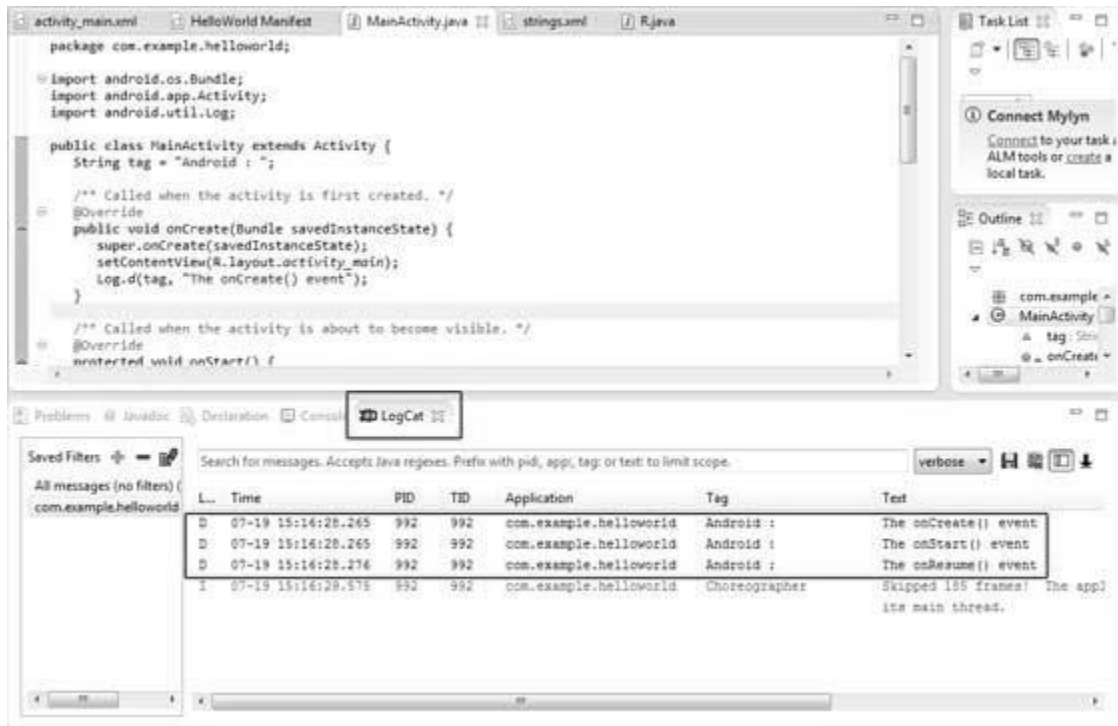 activity_main.xml HelloWorld Manifest MainActivity.java strings.xml R.java
package com.example.helloworld;
import android.os.Bundle;
import android.app.Activity;
import android.util.Log;
public class MainActivity extends Activity {
String tag = "Android : ";
/** Called when the activity is first created. */
@Override
public void onCreate(Bundle savedInstanceState) {
super.onCreate(savedInstanceState);
setContentView(R.layout.activity_main);
Log.d(tag, "The onCreate() event");
}
/** Called when the activity is about to become visible. */
@Override
protected void onStart() {
Task List
Connect Mylyn
Connect to your task
ALM tools or create a
local task.
Outline
com.example
MainActivity
tag : Stri
onCreate
Problems Javadoc Declaration Consol LogCat
Saved Filters
All messages (no filters) (
com.example.helloworld
Search for messages. Accepts Java regexes. Prefix with pid:, app:, tag: or text: to limit scope.
verbose
L... Time PID TID Application Tag Text
D 07-19 15:16:28.265 992 992 com.example.helloworld Android : The onCreate() event
D 07-19 15:16:28.265 992 992 com.example.helloworld Android : The onStart() event
D 07-19 15:16:28.276 992 992 com.example.helloworld Android : The onResume() event
I 07-19 15:16:29.575 992 992 com.example.helloworld Choreographer Skipped 185 frames! The appl
its main thread.